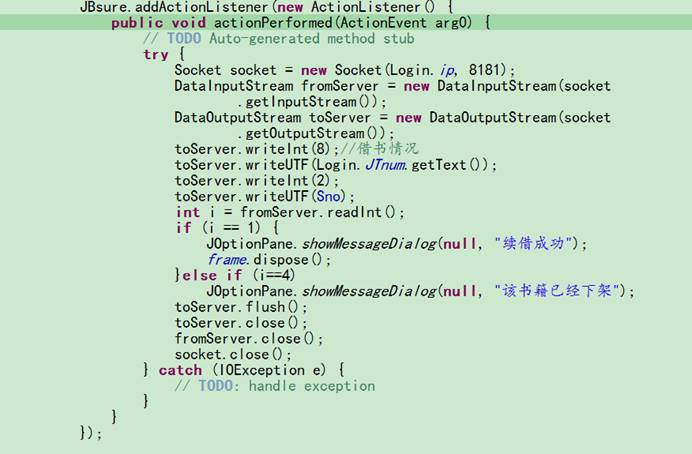 JBsure.addActionListener(new ActionListener() {
public void actionPerformed(ActionEvent arg0) {
// TODO Auto-generated method stub
try {
Socket socket = new Socket(Login.ip, 8181);
DataInputStream fromServer = new DataInputStream(socket
.getInputStream());
DataOutputStream toServer = new DataOutputStream(socket
.getOutputStream());
toServer.writeInt(8);//借书情况
toServer.writeUTF(Login.JTnum.getText());
toServer.writeInt(2);
toServer.writeUTF(Sno);
int i = fromServer.readInt();
if (i == 1) {
JOptionPane.showMessageDialog(null, "续借成功");
frame.dispose();
}else if (i==4)
JOptionPane.showMessageDialog(null, "该书籍已经下架");
toServer.flush();
toServer.close();
fromServer.close();
socket.close();
} catch (IOException e) {
// TODO: handle exception
}
}
});